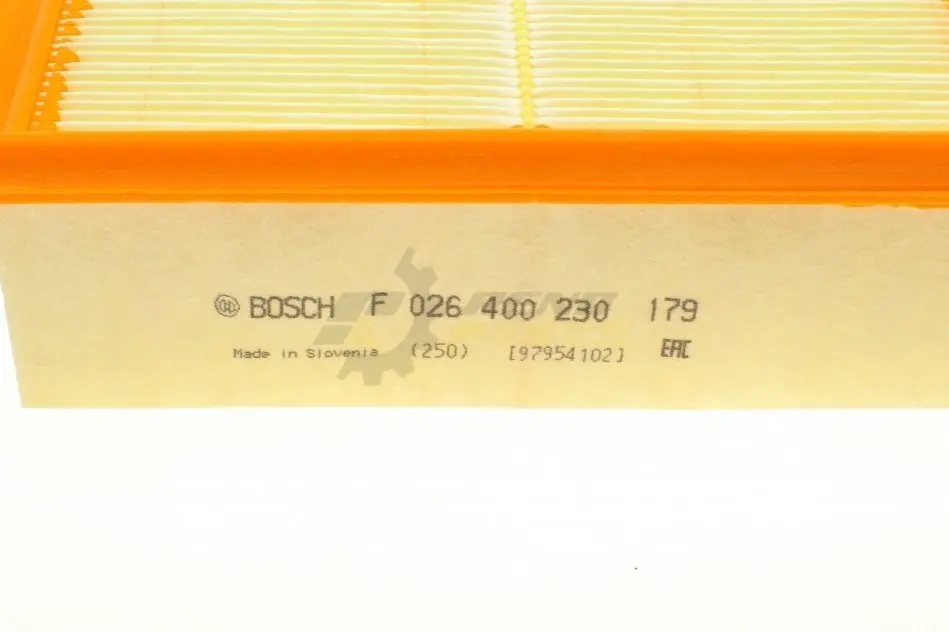 BOSCH F 026 400 230 179
Made in Slovenia (250) [97954102] EAC